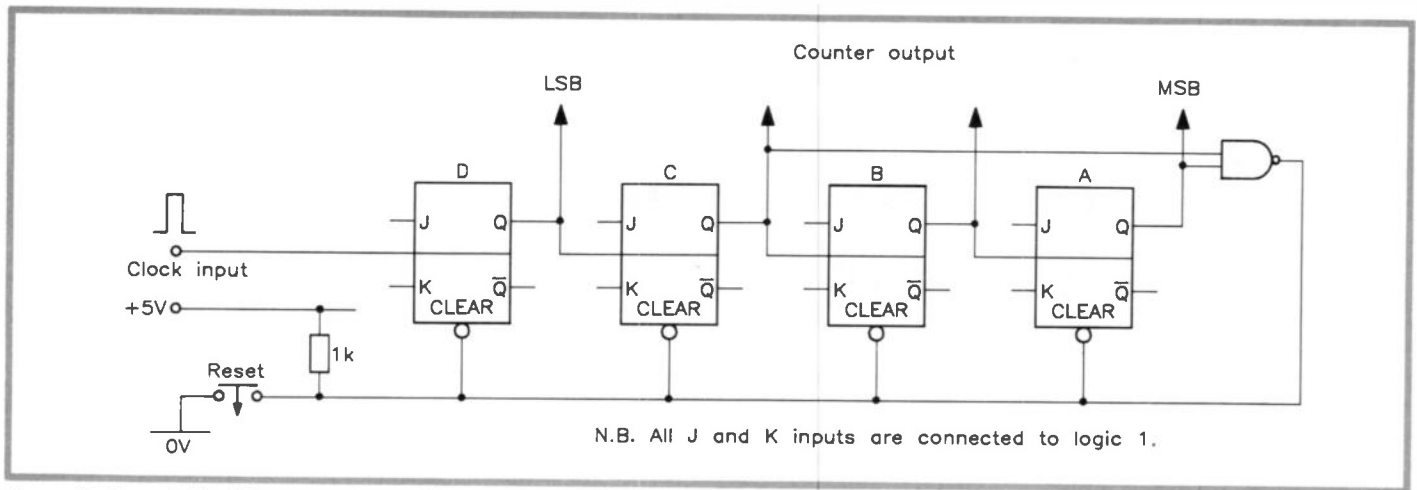 Counter output
LSB
MSB
D
C
B
A
J
Q
J
Q
J
Q
J
Q
Clock input
K
Q̅
K
Q̅
K
Q̅
K
Q̅
CLEAR
CLEAR
CLEAR
CLEAR
+5V
1k
Reset
0V
N.B. All J and K inputs are connected to logic 1.